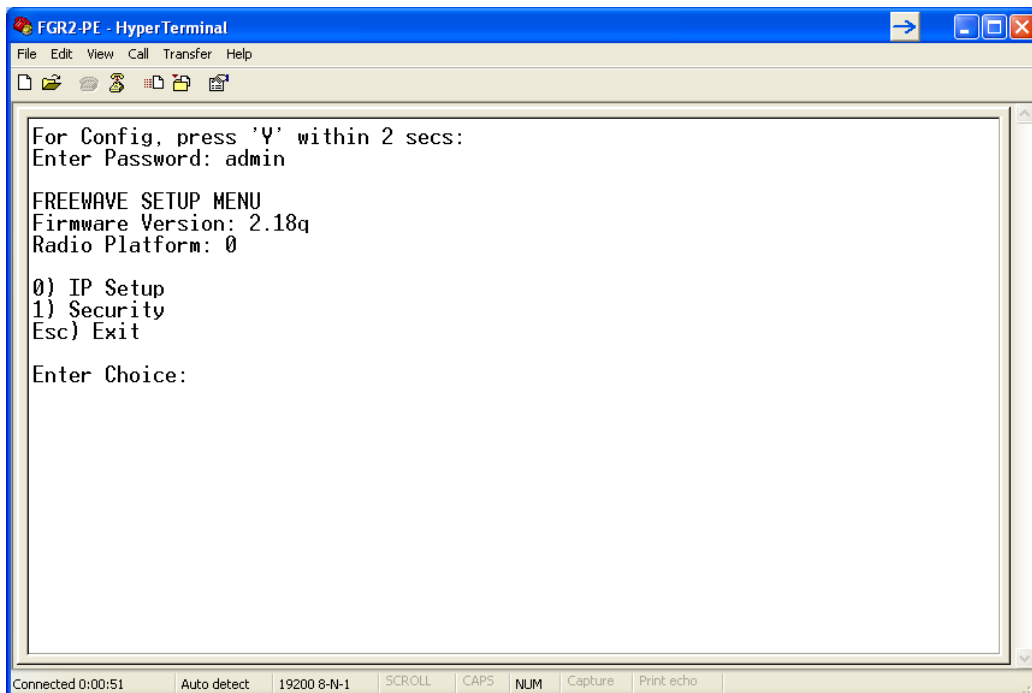 FGR2-PE - HyperTerminal
File Edit View Call Transfer Help
For Config, press 'Y' within 2 secs:
Enter Password: admin
FREEWAVE SETUP MENU
Firmware Version: 2.18q
Radio Platform: 0
0) IP Setup
1) Security
Esc) Exit
Enter Choice:
Connected 0:00:51 Auto detect 19200 8-N-1 SCROLL CAPS NUM Capture Print echo